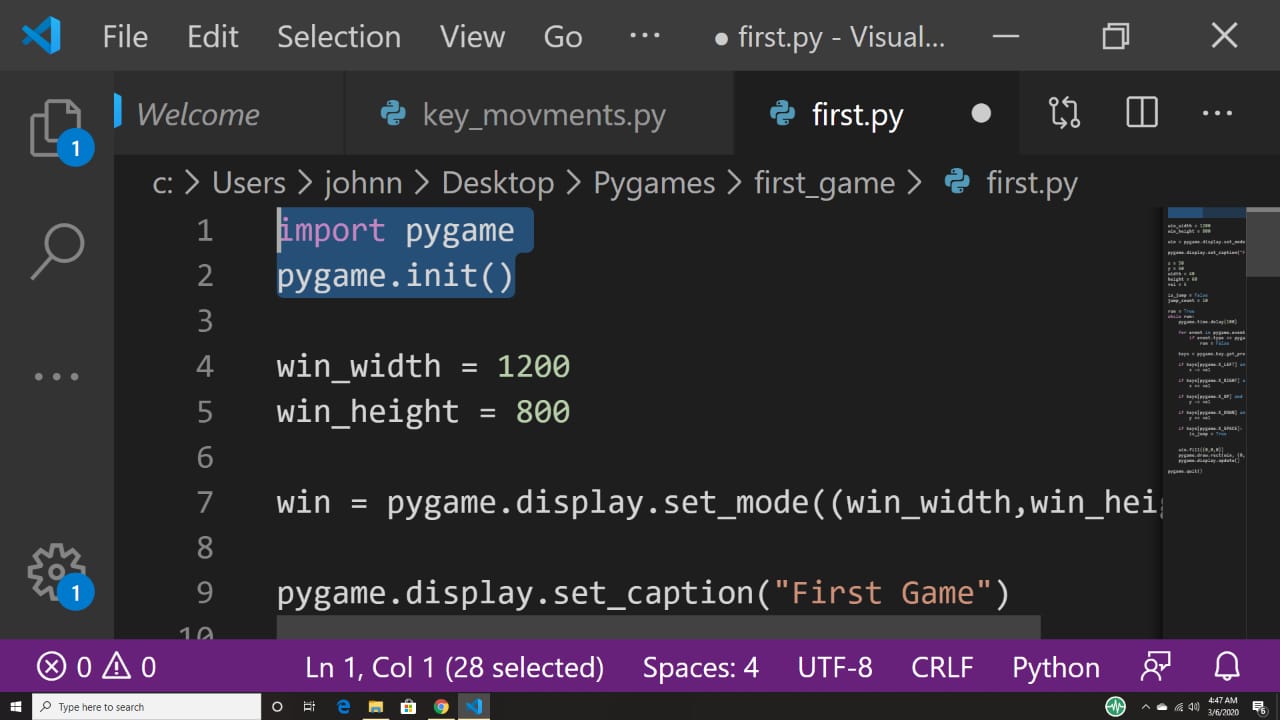 File Edit Selection View Go ··· ● first.py - Visual...
Welcome key_movments.py first.py
c: > Users > johnn > Desktop > Pygames > first_game > first.py
1 import pygame
2 pygame.init()
3
4 win_width = 1200
5 win_height = 800
6
7 win = pygame.display.set_mode((win_width,win_heig
8
9 pygame.display.set_caption("First Game")
10
1
1
0 0 Ln 1, Col 1 (28 selected) Spaces: 4 UTF-8 CRLF Python
Type here to search
4:47 AM
3/6/2020
6